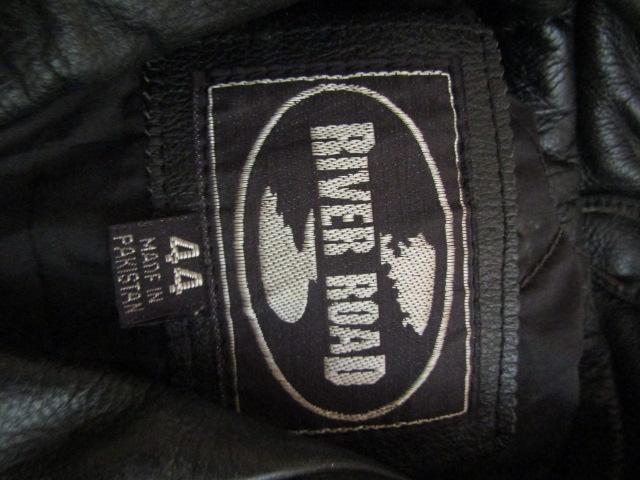 RIVER ROAD
44
MADE IN
PAKISTAN